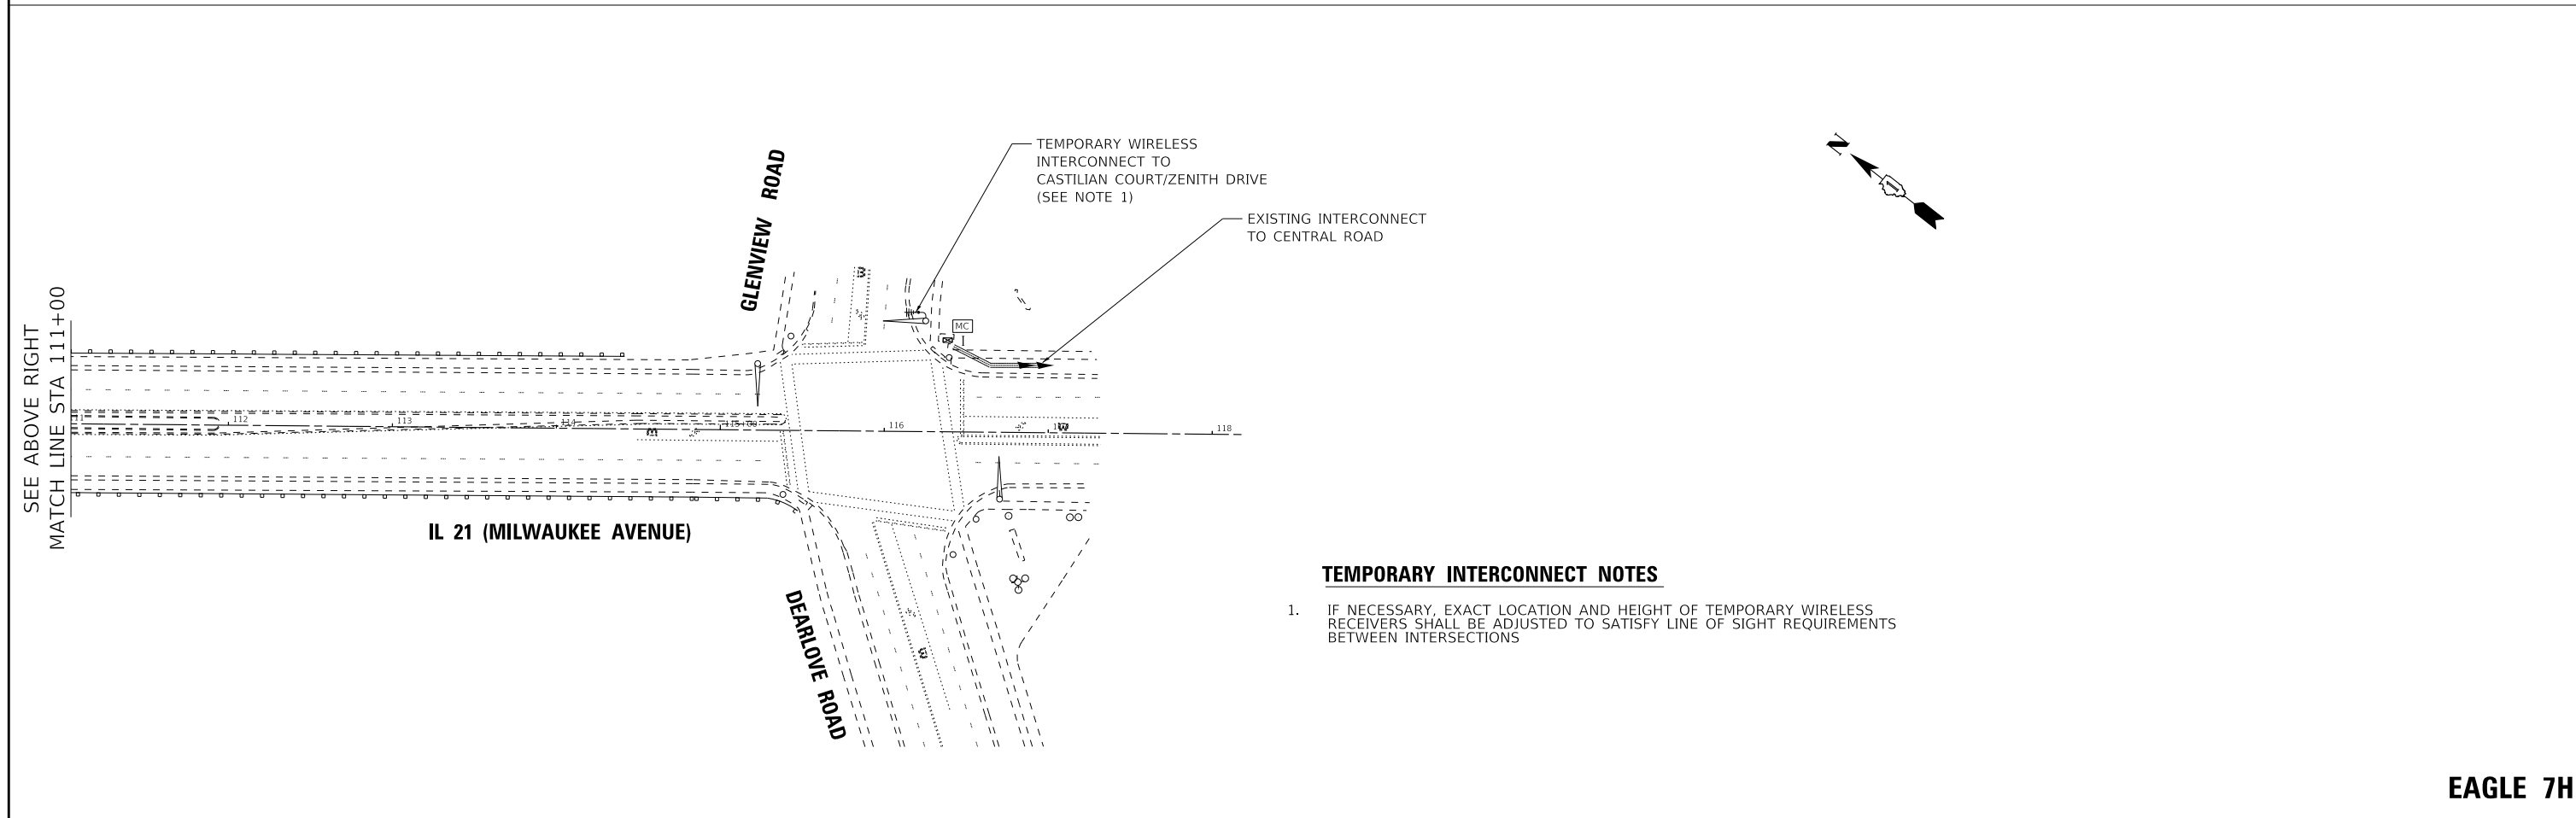 TEMPORARY WIRELESS
INTERCONNECT TO
CASTILIAN COURT/ZENITH DRIVE
(SEE NOTE 1)
EXISTING INTERCONNECT
TO CENTRAL ROAD
N
GLENVIEW ROAD
MC
SEE ABOVE RIGHT
MATCH LINE STA 111+00
112
113
114
115+00
116
118
IL 21 (MILWAUKEE AVENUE)
DEARLOVE ROAD
TEMPORARY INTERCONNECT NOTES
1. IF NECESSARY, EXACT LOCATION AND HEIGHT OF TEMPORARY WIRELESS
RECEIVERS SHALL BE ADJUSTED TO SATISFY LINE OF SIGHT REQUIREMENTS
BETWEEN INTERSECTIONS
EAGLE 7H